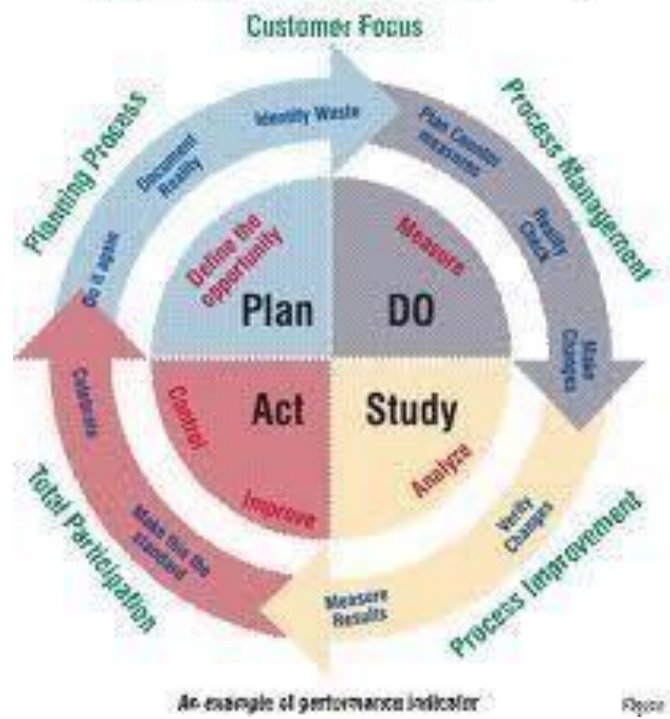 Customer Focus
Planning Process
Process Management
Identify Waste
Document
Reality
Do it again
Plan Counter
measures
Reality
Check
Make
Changes
Define the
opportunity
Plan
Measure
DO
Act
Control
Improve
Study
Analyze
Verify
Changes
Measure
Results
Make this the
standard
Celebrate
Total Participation
Process Improvement
An example of performance indicator
Figure